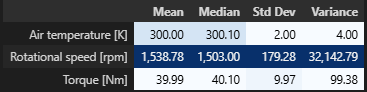 Mean Median Std Dev Variance
Air temperature [K] 300.00 300.10 2.00 4.00
Rotational speed [rpm] 1,538.78 1,503.00 179.28 32,142.79
Torque [Nm] 39.99 40.10 9.97 99.38